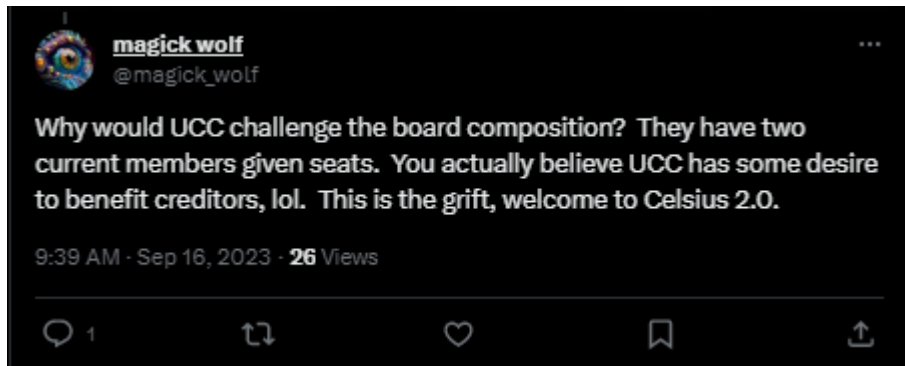 magick wolf
@magick_wolf
Why would UCC challenge the board composition?  They have two
current members given seats.  You actually believe UCC has some desire
to benefit creditors, lol.  This is the grift, welcome to Celsius 2.0.
9:39 AM · Sep 16, 2023 · 26 Views
1